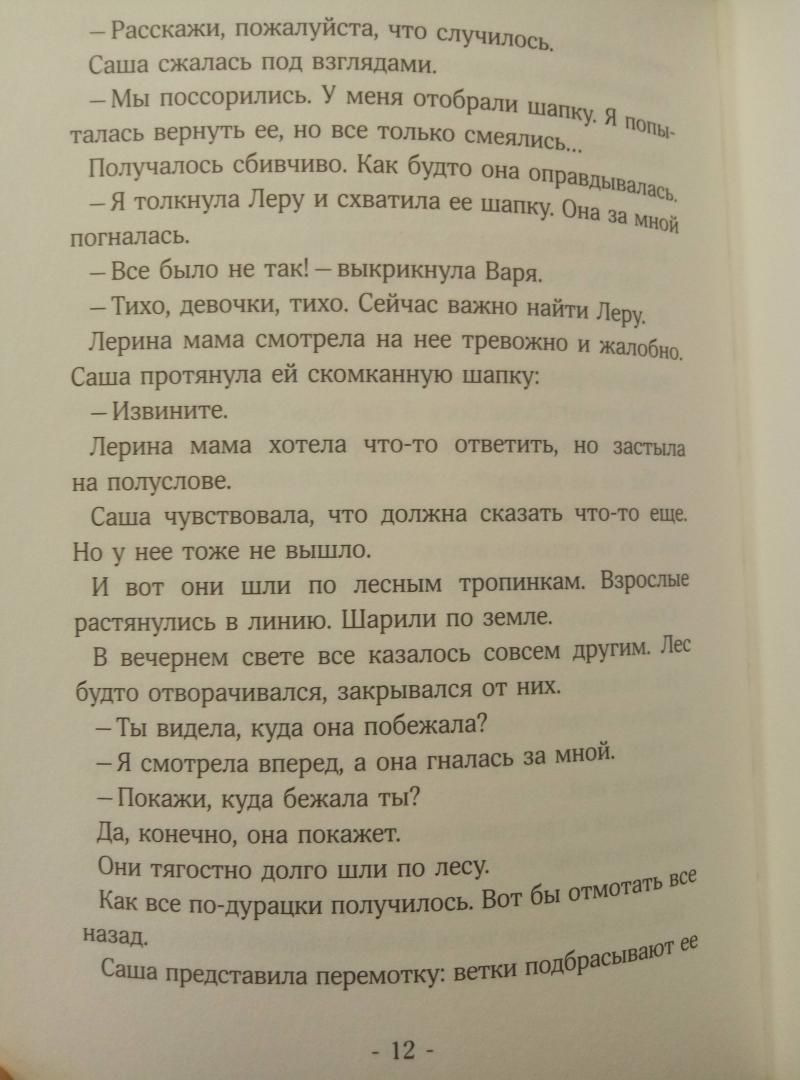 — Расскажи, пожалуйста, что случилось.
Саша сжалась под взглядами.
— Мы поссорились. У меня отобрали шапку. Я попы-
талась вернуть ее, но все только смеялись...
Получалось сбивчиво. Как будто она оправдывалась.
— Я толкнула Леру и схватила ее шапку. Она за мной
погналась.
— Все было не так! — выкрикнула Варя.
— Тихо, девочки, тихо. Сейчас важно найти Леру.
Лерина мама смотрела на нее тревожно и жалобно.
Саша протянула ей скомканную шапку:
— Извините.
Лерина мама хотела что-то ответить, но застыла
на полуслове.
Саша чувствовала, что должна сказать что-то еще.
Но у нее тоже не вышло.
И вот они шли по лесным тропинкам. Взрослые
растянулись в линию. Шарили по земле.
В вечернем свете все казалось совсем другим. Лес
будто отворачивался, закрывался от них.
— Ты видела, куда она побежала?
— Я смотрела вперед, а она гналась за мной.
— Покажи, куда бежала ты?
Да, конечно, она покажет.
Они тягостно долго шли по лесу.
Как все по-дурацки получилось. Вот бы отмотать все
назад.
Саша представила перемотку: ветки подбрасывают ее
- 12 -